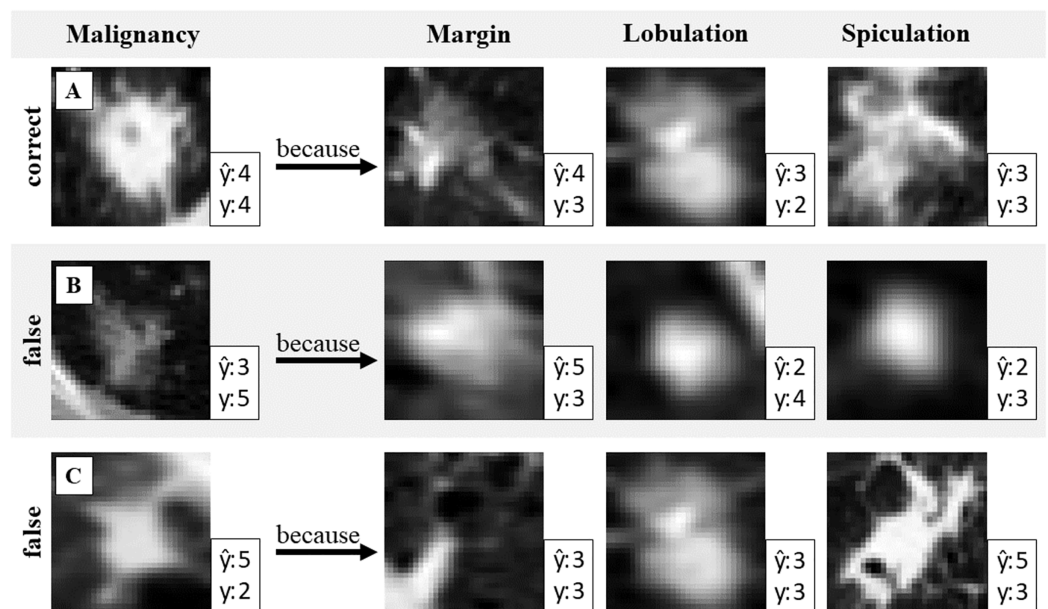 Malignancy Margin Lobulation Spiculation
correct
A
because
ŷ:4
y:4
ŷ:4
y:3
ŷ:3
y:2
ŷ:3
y:3
false
B
because
ŷ:3
y:5
ŷ:5
y:3
ŷ:2
y:4
ŷ:2
y:3
false
C
because
ŷ:5
y:2
ŷ:3
y:3
ŷ:3
y:3
ŷ:5
y:3